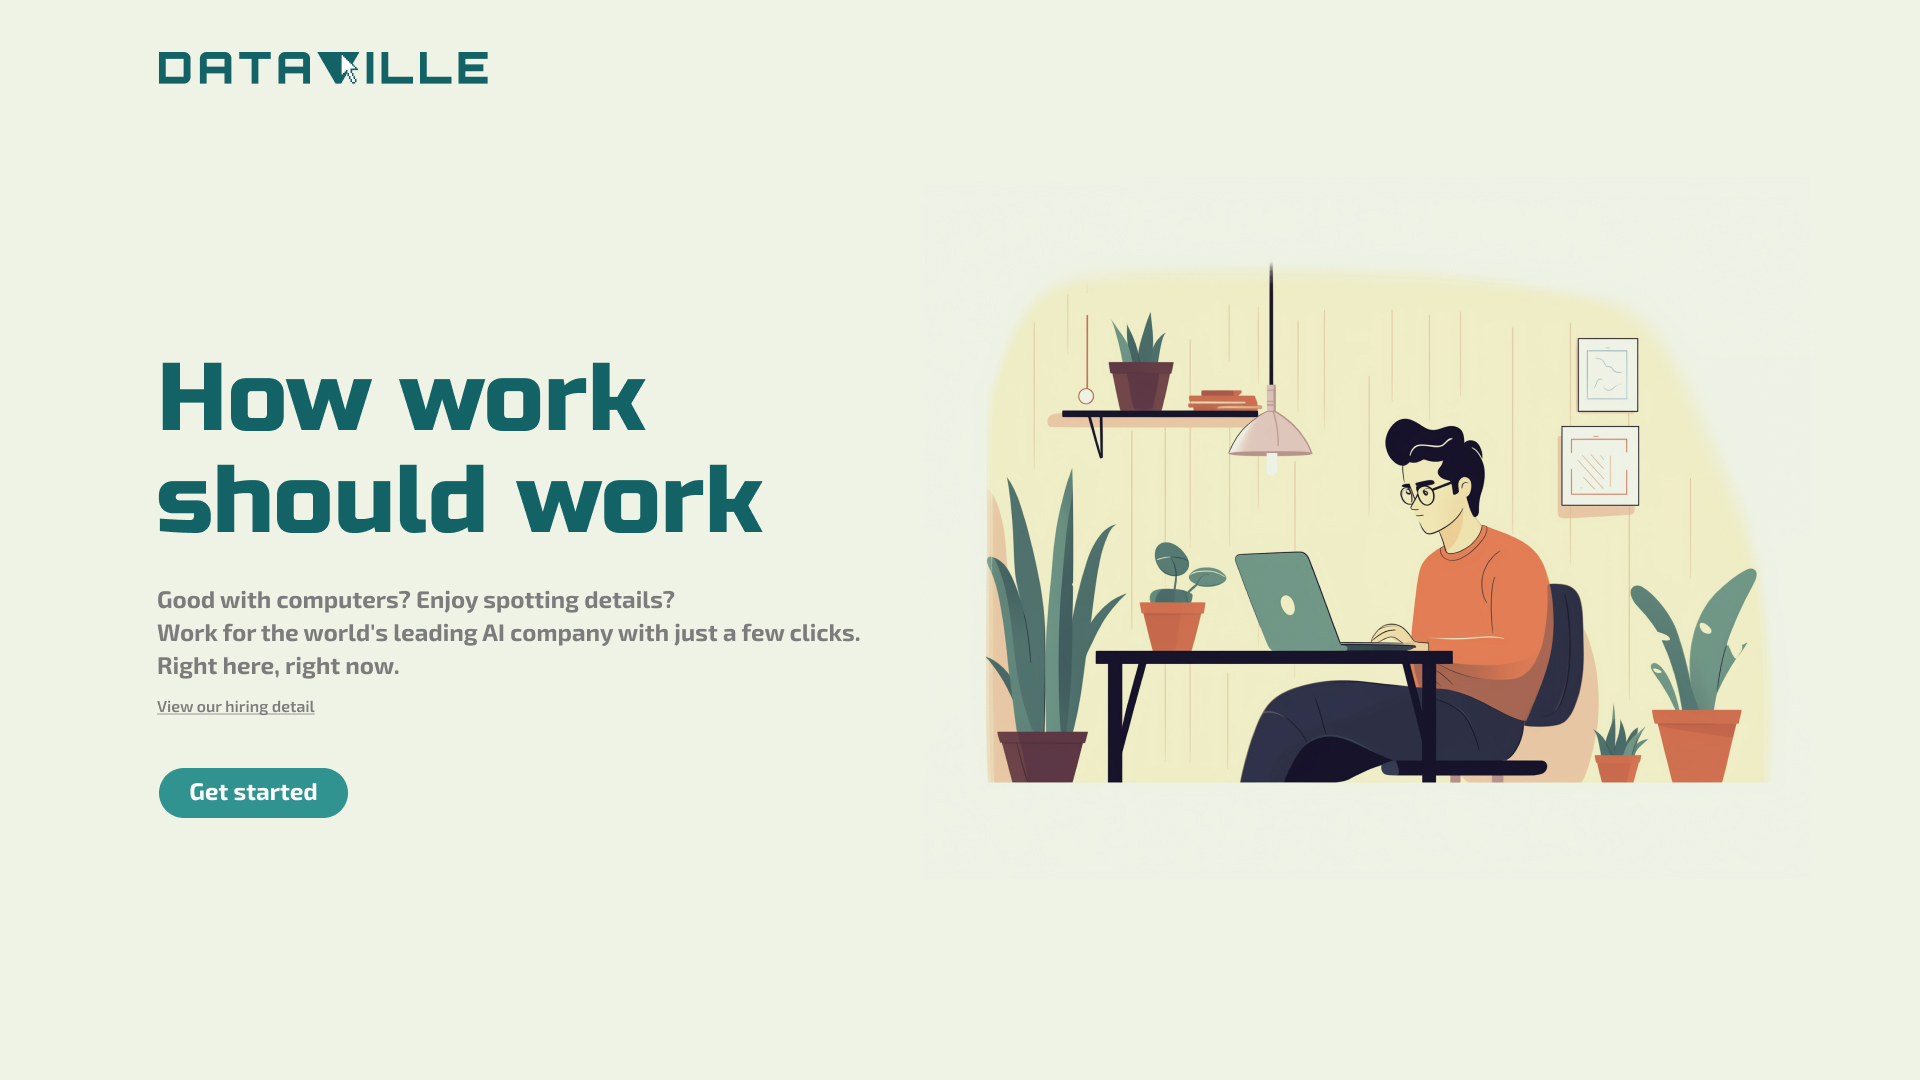 DATAVILLE
How work
should work
Good with computers? Enjoy spotting details?
Work for the world's leading AI company with just a few clicks.
Right here, right now.
View our hiring detail
Get started